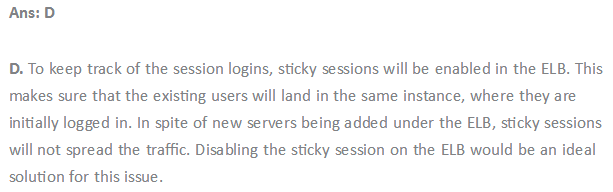 Ans: D
D. To keep track of the session logins, sticky sessions will be enabled in the ELB. This
makes sure that the existing users will land in the same instance, where they are
initially logged in. In spite of new servers being added under the ELB, sticky sessions
will not spread the traffic. Disabling the sticky session on the ELB would be an ideal
solution for this issue.